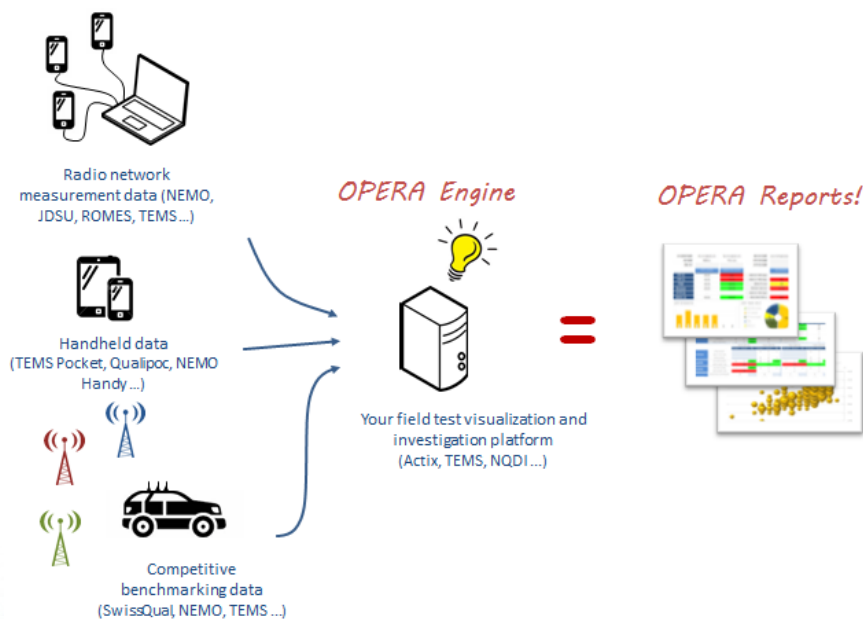 Radio network
measurement data (NEMO,
JDSU, ROMES, TEMS...)
OPERA Engine
OPERA Reports!
Handheld data
(TEMS Pocket, Qualipoc, NEMO
Handy...)
=
Your field test visualization and
investigation platform
(Actix, TEMS, NQDI...)
Competitive
benchmarking data
(SwissQual, NEMO, TEMS...)